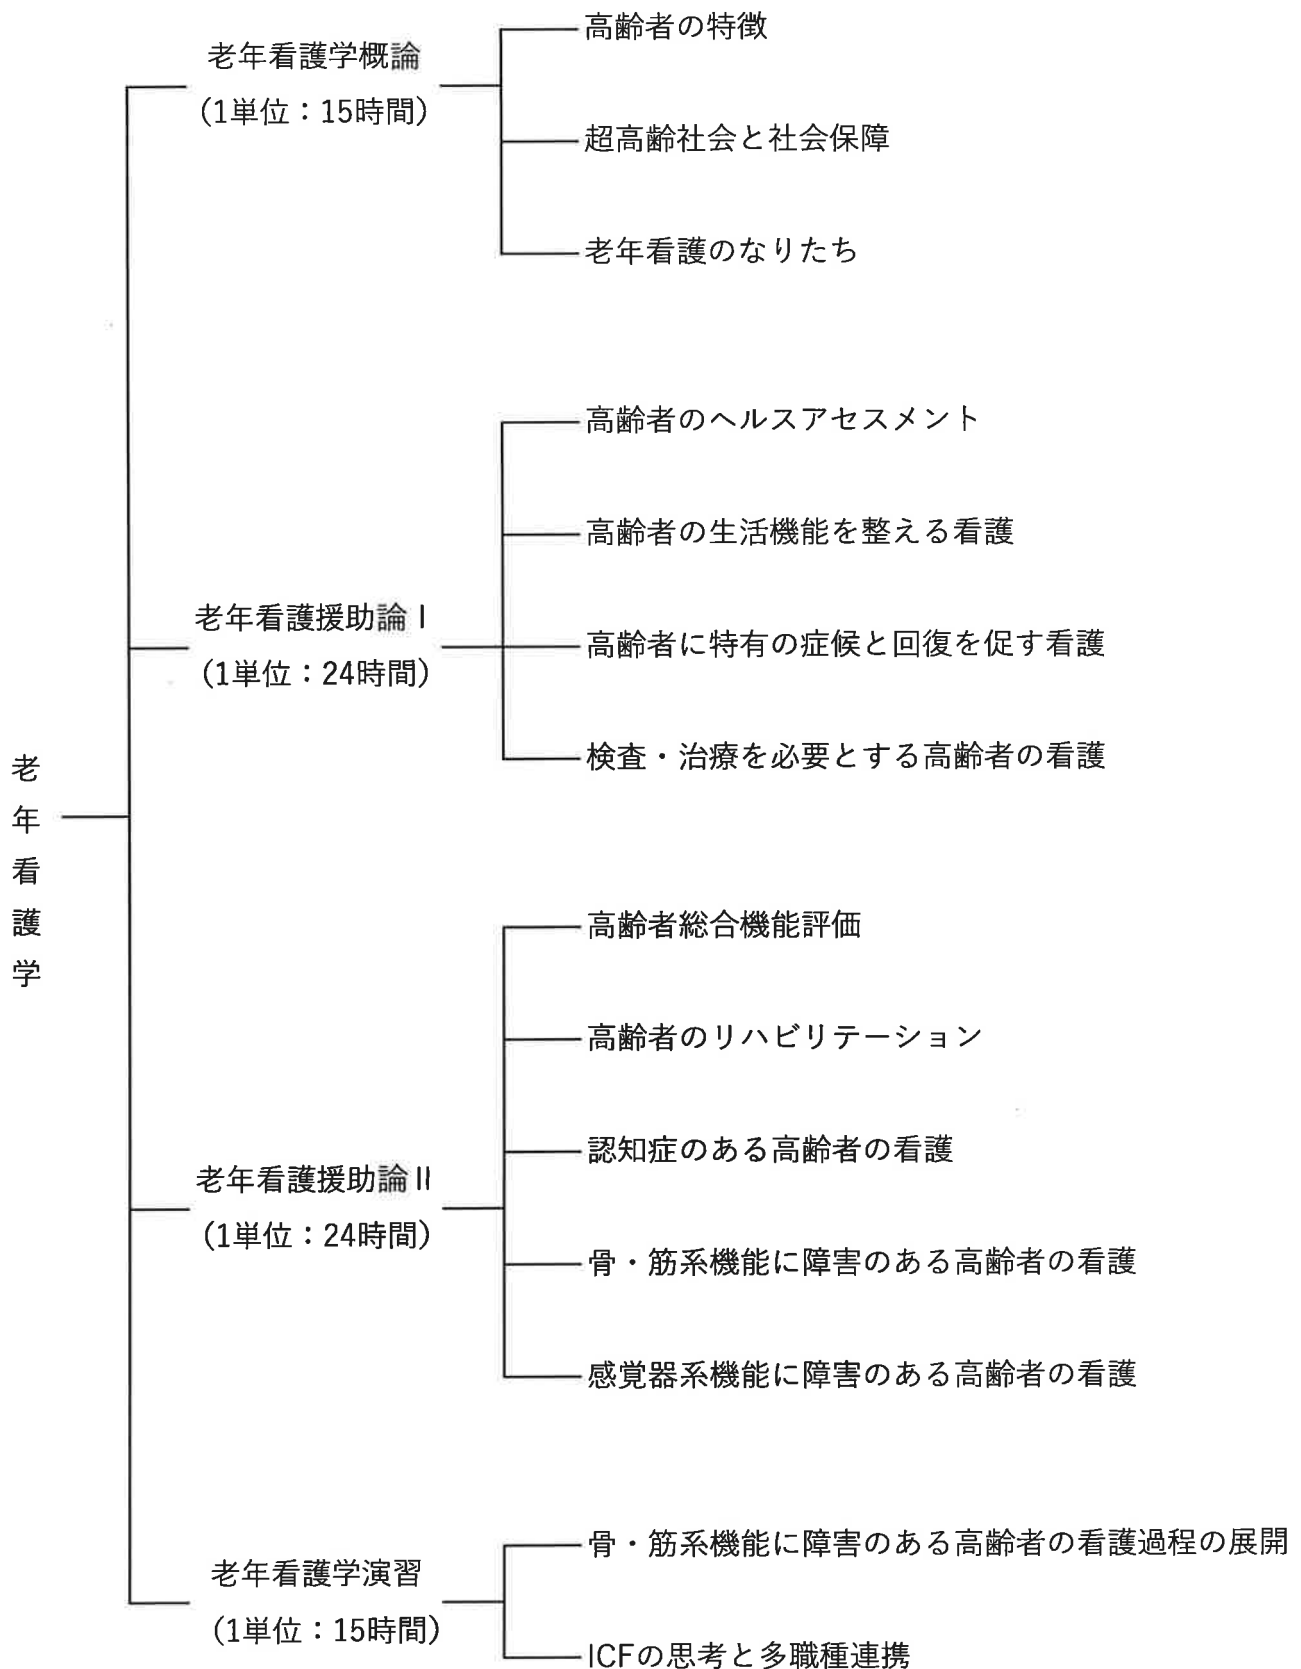 老年看護学
老年看護学概論
(1単位：15時間)
高齢者の特徴
超高齢社会と社会保障
老年看護のなりたち
老年看護援助論Ⅰ
(1単位：24時間)
高齢者のヘルスアセスメント
高齢者の生活機能を整える看護
高齢者に特有の症候と回復を促す看護
検査・治療を必要とする高齢者の看護
老年看護援助論Ⅱ
(1単位：24時間)
高齢者総合機能評価
高齢者のリハビリテーション
認知症のある高齢者の看護
骨・筋系機能に障害のある高齢者の看護
感覚器系機能に障害のある高齢者の看護
老年看護学演習
(1単位：15時間)
骨・筋系機能に障害のある高齢者の看護過程の展開
ICFの思考と多職種連携